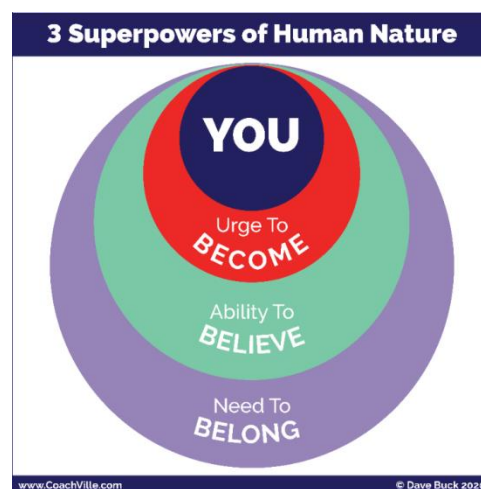 3 Superpowers of Human Nature
YOU
Urge To
BECOME
Ability To
BELIEVE
Need To
BELONG
www.CoachVille.com
© Dave Buck